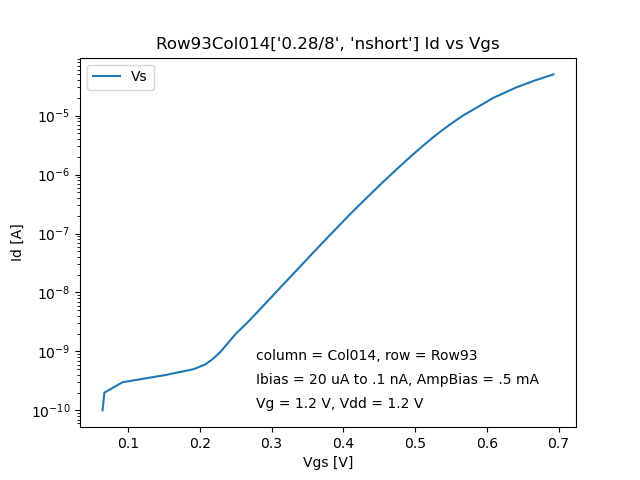 Row93Col014['0.28/8', 'nshort'] Id vs Vgs
Vs
10⁻⁵
10⁻⁶
10⁻⁷
10⁻⁸
10⁻⁹
10⁻¹⁰
Id [A]
column = Col014, row = Row93
Ibias = 20 uA to .1 nA, AmpBias = .5 mA
Vg = 1.2 V, Vdd = 1.2 V
0.1 0.2 0.3 0.4 0.5 0.6 0.7
Vgs [V]